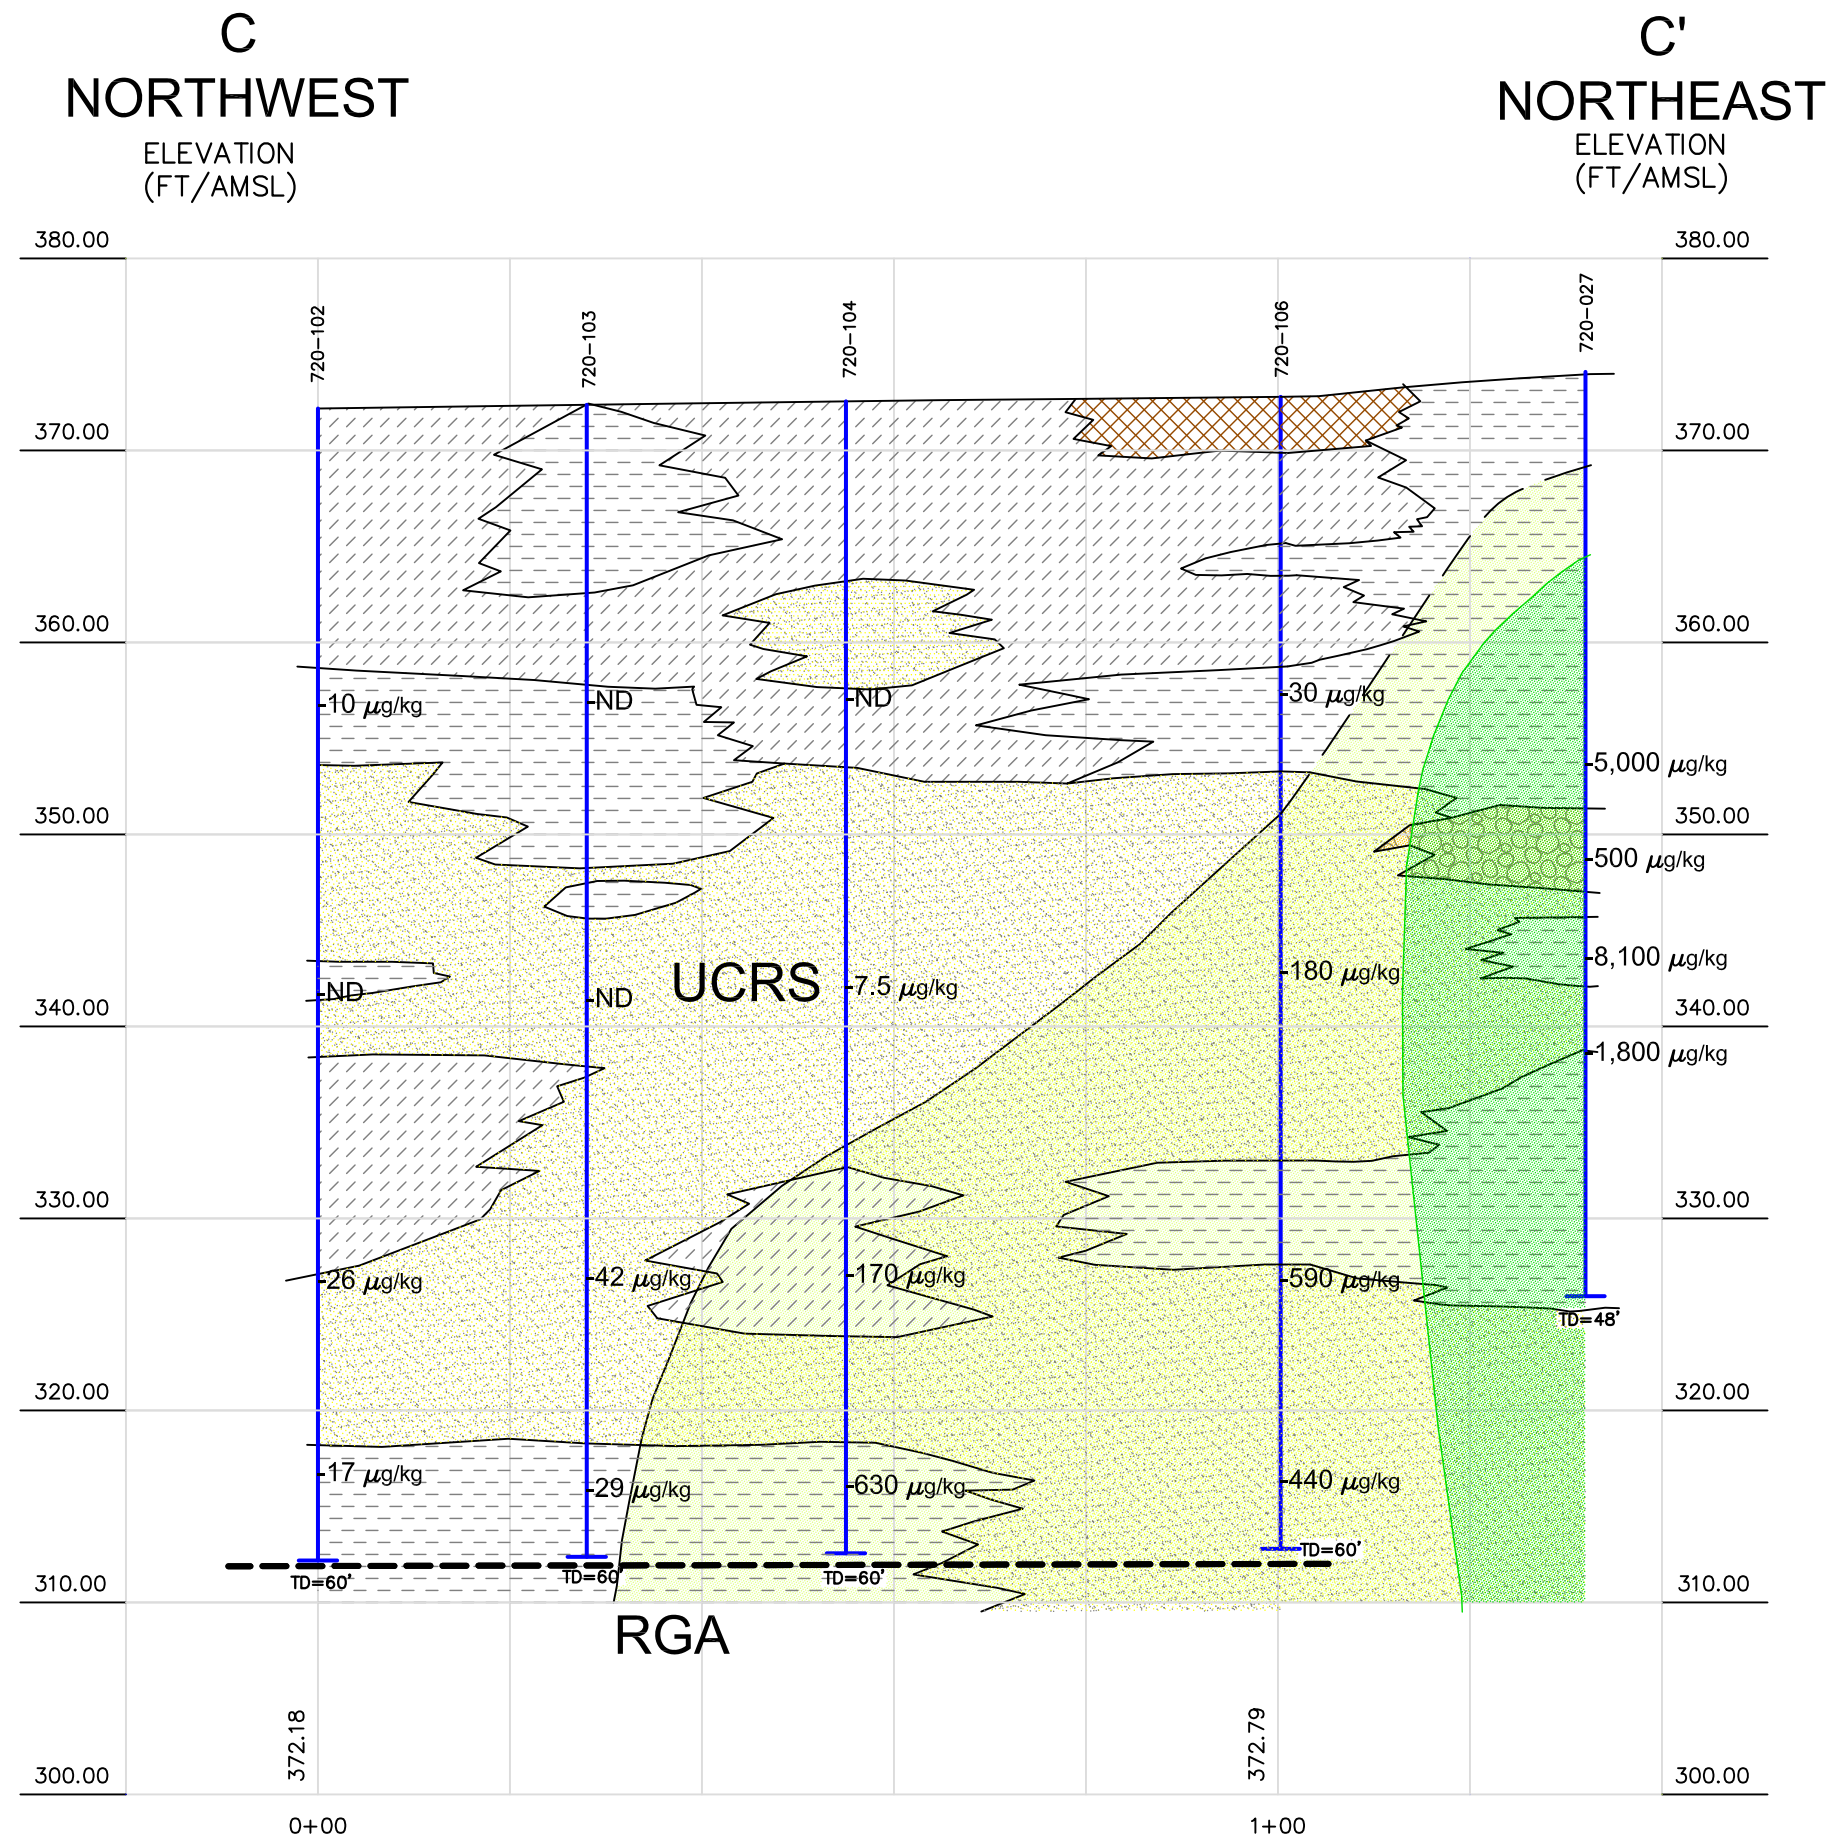 C
NORTHWEST
ELEVATION
(FT/AMSL)
C'
NORTHEAST
ELEVATION
(FT/AMSL)
380.00
380.00
720-102
720-103
720-104
720-106
720-027
370.00
370.00
360.00
360.00
10 µg/kg
ND
ND
30 µg/kg
5,000 µg/kg
350.00
350.00
500 µg/kg
8,100 µg/kg
ND
ND
UCRS
7.5 µg/kg
180 µg/kg
340.00
340.00
1,800 µg/kg
330.00
330.00
26 µg/kg
42 µg/kg
170 µg/kg
590 µg/kg
TD=48'
320.00
320.00
17 µg/kg
29 µg/kg
630 µg/kg
440 µg/kg
TD=60'
TD=60'
TD=60'
TD=60'
310.00
310.00
RGA
372.18
372.79
300.00
300.00
0+00
1+00